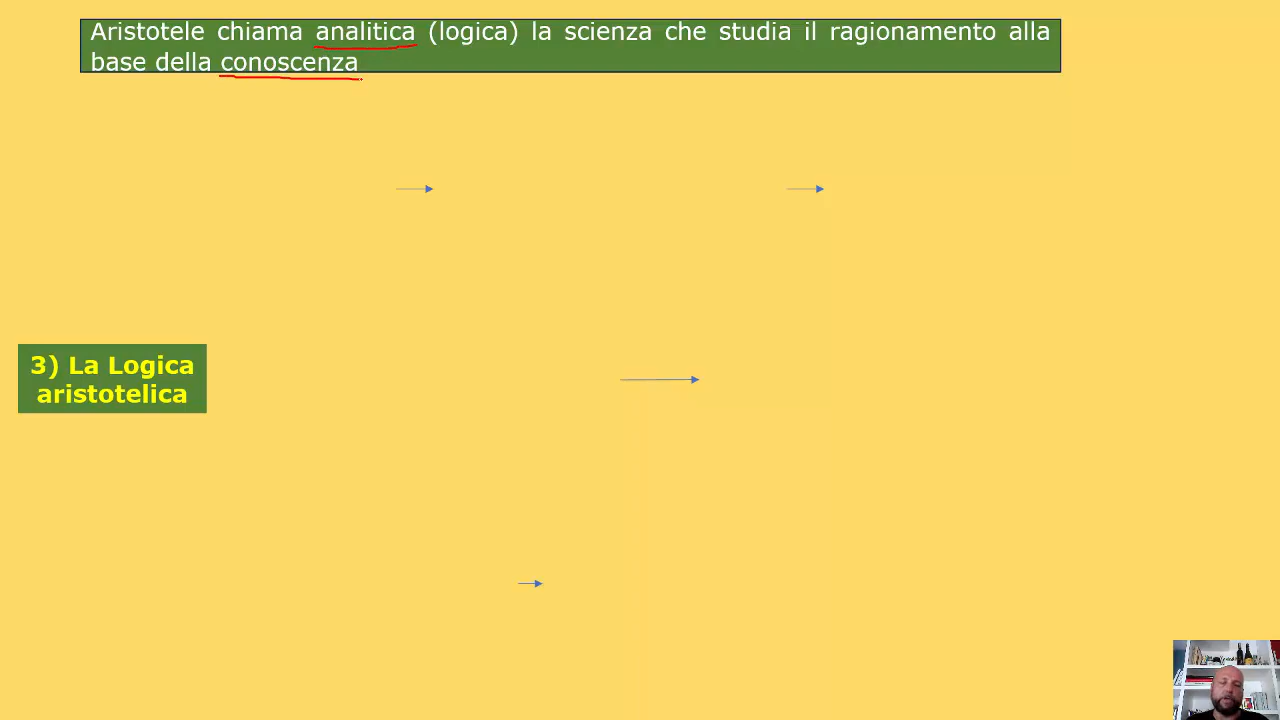 Aristotele chiama analitica (logica) la scienza che studia il ragionamento alla
base della conoscenza
3) La Logica
aristotelica